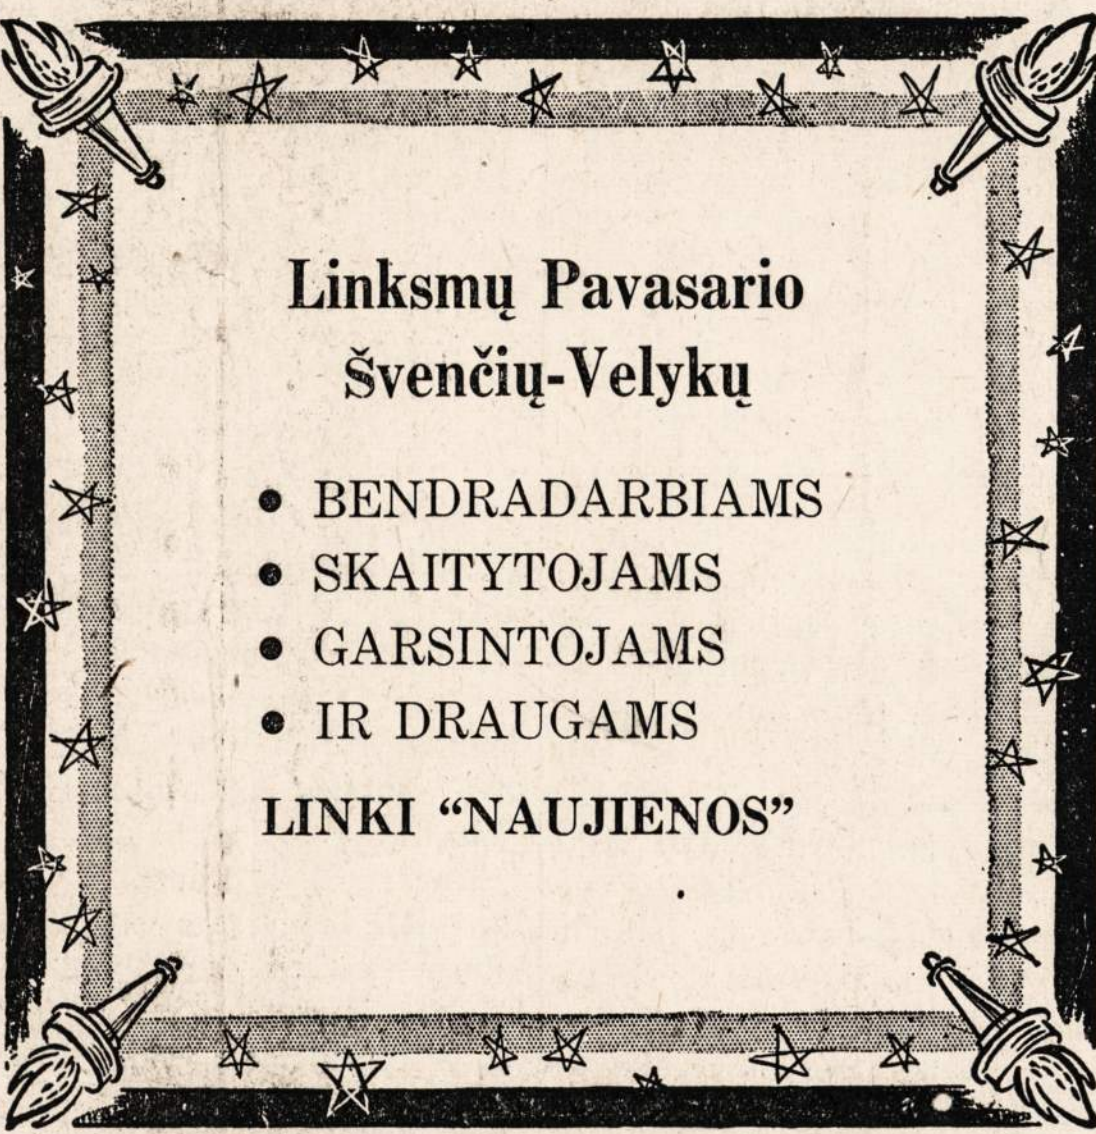 Linksmų Pavasario
Švenčių-Velykų
● BENDRADARBIAMS
● SKAITYTOJAMS
● GARSINTOJAMS
● IR DRAUGAMS
LINKI “NAUJIENOS”